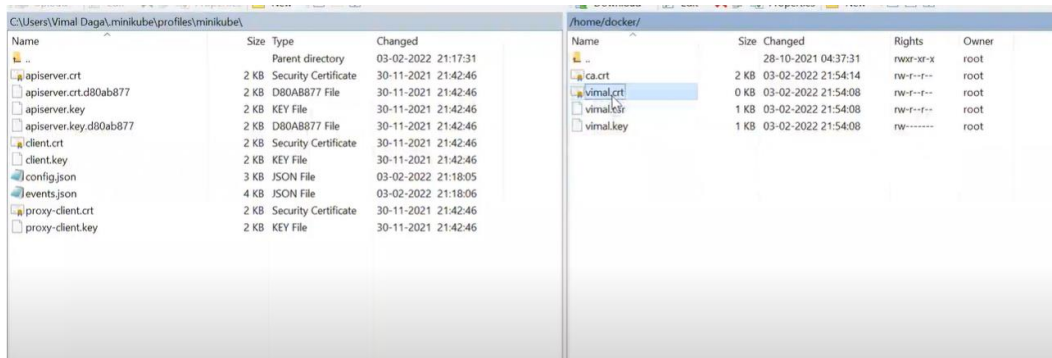 New
Download
Edit
Properties
New
C:\Users\Vimal Daga\.minikube\profiles\minikube\
Name Size Type Changed
.. Parent directory 03-02-2022 21:17:31
apiserver.crt 2 KB Security Certificate 30-11-2021 21:42:46
apiserver.crt.d80ab877 2 KB D80AB877 File 30-11-2021 21:42:46
apiserver.key 2 KB KEY File 30-11-2021 21:42:46
apiserver.key.d80ab877 2 KB D80AB877 File 30-11-2021 21:42:46
client.crt 2 KB Security Certificate 30-11-2021 21:42:46
client.key 2 KB KEY File 30-11-2021 21:42:46
config.json 3 KB JSON File 03-02-2022 21:18:05
events.json 4 KB JSON File 03-02-2022 21:18:06
proxy-client.crt 2 KB Security Certificate 30-11-2021 21:42:46
proxy-client.key 2 KB KEY File 30-11-2021 21:42:46
/home/docker/
Name Size Changed Rights Owner
.. 28-10-2021 04:37:31 rwxr-xr-x root
ca.crt 2 KB 03-02-2022 21:54:14 rw-r--r-- root
vimal.crt 0 KB 03-02-2022 21:54:08 rw-r--r-- root
vimal.csr 1 KB 03-02-2022 21:54:08 rw-r--r-- root
vimal.key 1 KB 03-02-2022 21:54:08 rw------- root